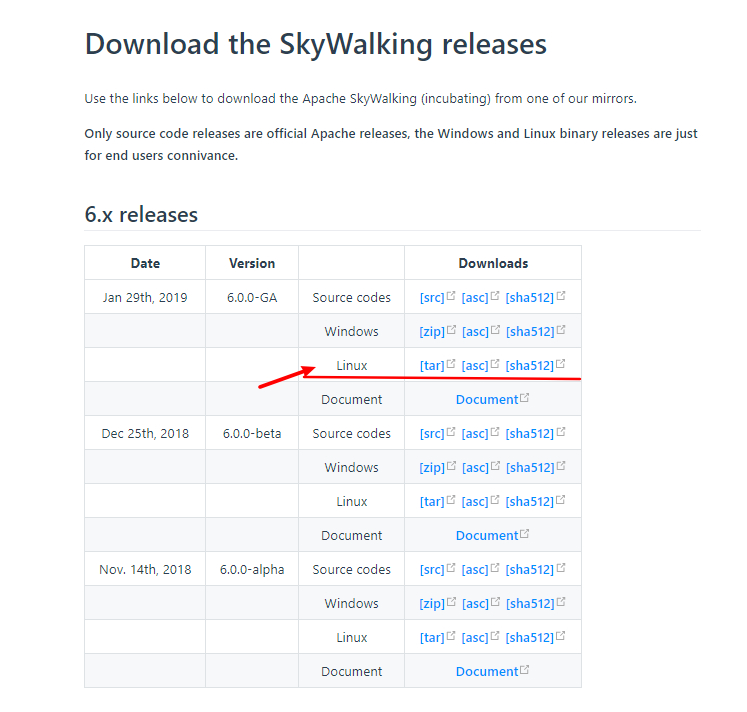 Download the SkyWalking releases
Use the links below to download the Apache SkyWalking (incubating) from one of our mirrors.
Only source code releases are official Apache releases, the Windows and Linux binary releases are just
for end users connivance.
6.x releases
Date Version Downloads
Jan 29th, 2019 6.0.0-GA Source codes [src] [asc] [sha512]
Windows [zip] [asc] [sha512]
Linux [tar] [asc] [sha512]
Document Document
Dec 25th, 2018 6.0.0-beta Source codes [src] [asc] [sha512]
Windows [zip] [asc] [sha512]
Linux [tar] [asc] [sha512]
Document Document
Nov. 14th, 2018 6.0.0-alpha Source codes [src] [asc] [sha512]
Windows [zip] [asc] [sha512]
Linux [tar] [asc] [sha512]
Document Document